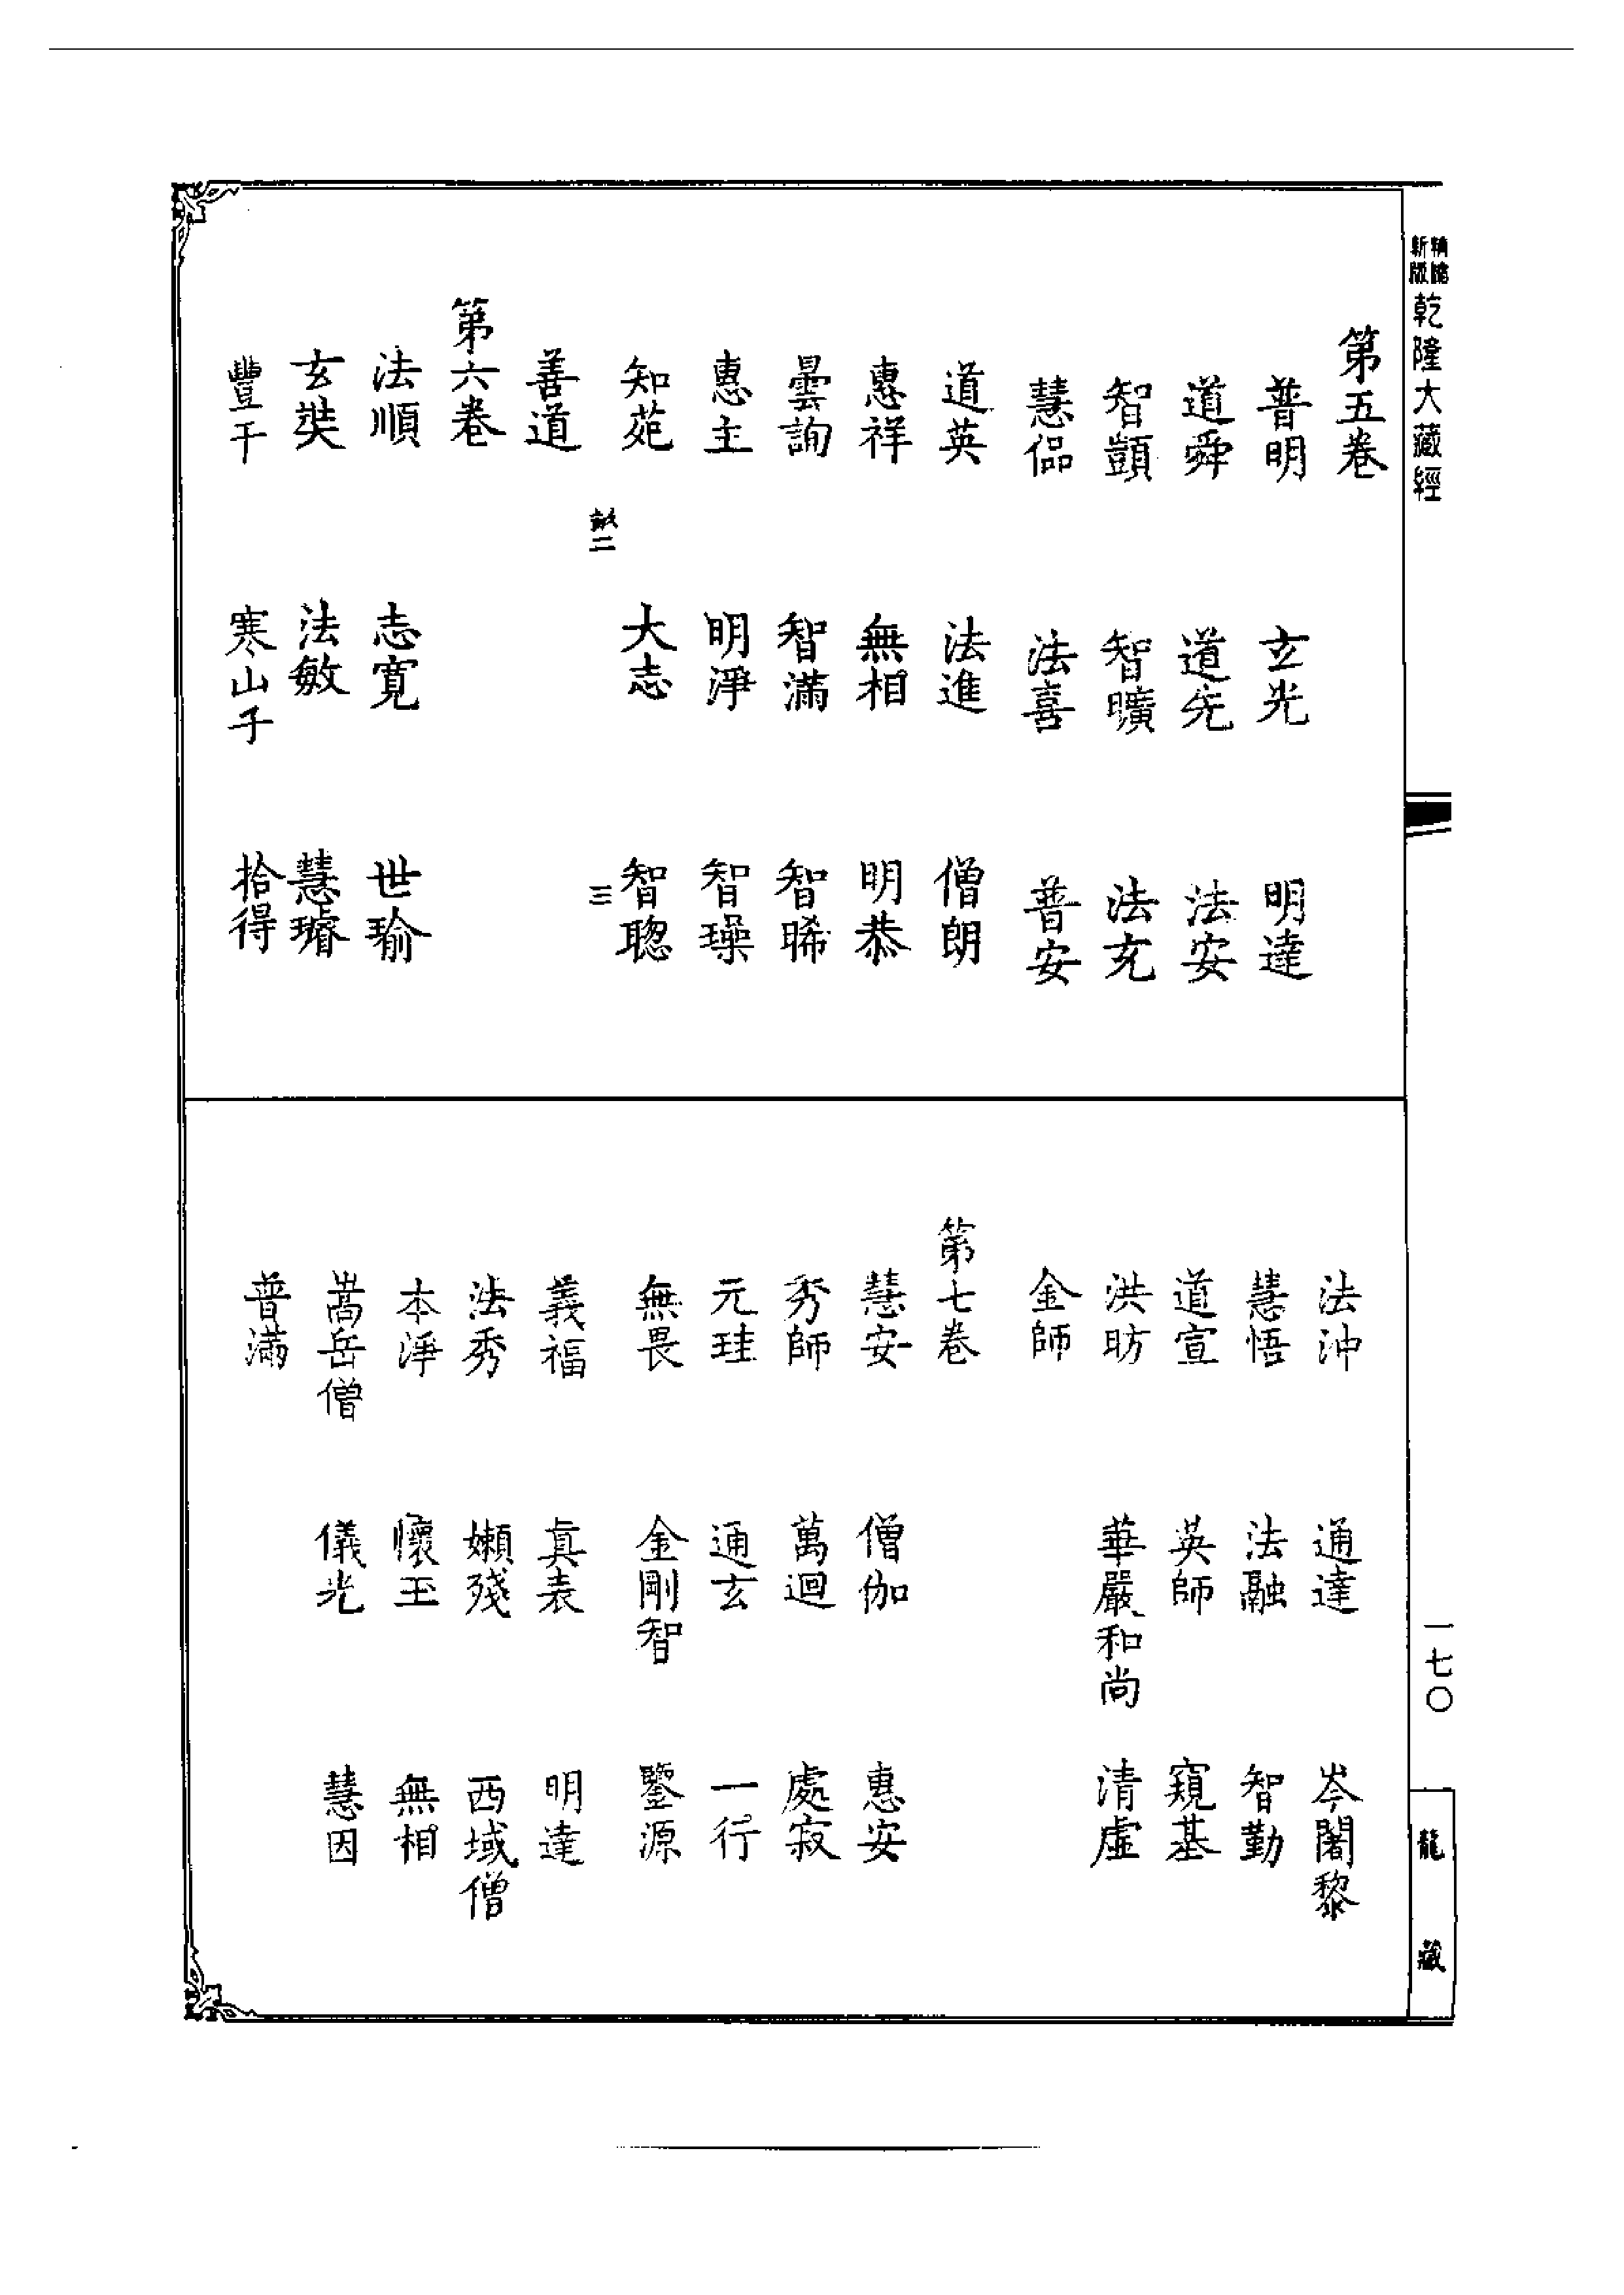 精縮
新版
乾隆大藏經
第五卷
普明 玄光 明達
道舜 道先 法安
智顗 智曠 法充
慧偘 法喜 普安
道英 法進 僧朗
惠祥 無相 明恭
曇詢 智滿 智晞
惠主 明淨 智璪
知苑 大志 智聰
二 三
善道
第六卷
法順 志寬 世瑜
玄奘 法敏 慧璿
豐干 寒山子 拾得
法沖 通達 岑闍黎
慧悟 法融 智勤
道宣 英師 窺基
洪昉 華嚴和尚 清虛
金師
第七卷
慧安 僧伽 惠安
秀師 萬迴 處寂
元珪 通玄 一行
無畏 金剛智 鑒源
義福 真表 明達
法秀 嬾殘 西域僧
本淨 懷玉 無相
嵩岳僧 儀光 慧因
普滿
一七〇
龍藏